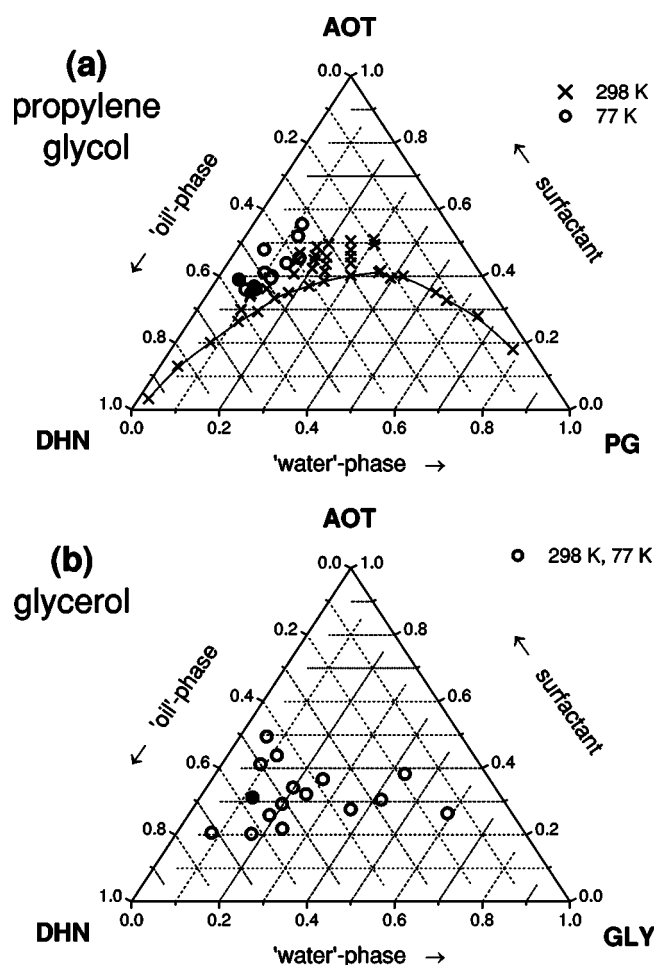 AOT
(a)
propylene
glycol
× 298 K
o 77 K
0.0 1.0
0.2 0.8
'oil'-phase
surfactant
0.4 0.6
0.6 0.4
0.8 0.2
1.0 0.0
0.0 0.2 0.4 0.6 0.8 1.0
DHN PG
'water'-phase →
AOT
(b)
glycerol
o 298 K, 77 K
0.0 1.0
0.2 0.8
'oil'-phase
surfactant
0.4 0.6
0.6 0.4
0.8 0.2
1.0 0.0
0.0 0.2 0.4 0.6 0.8 1.0
DHN GLY
'water'-phase →